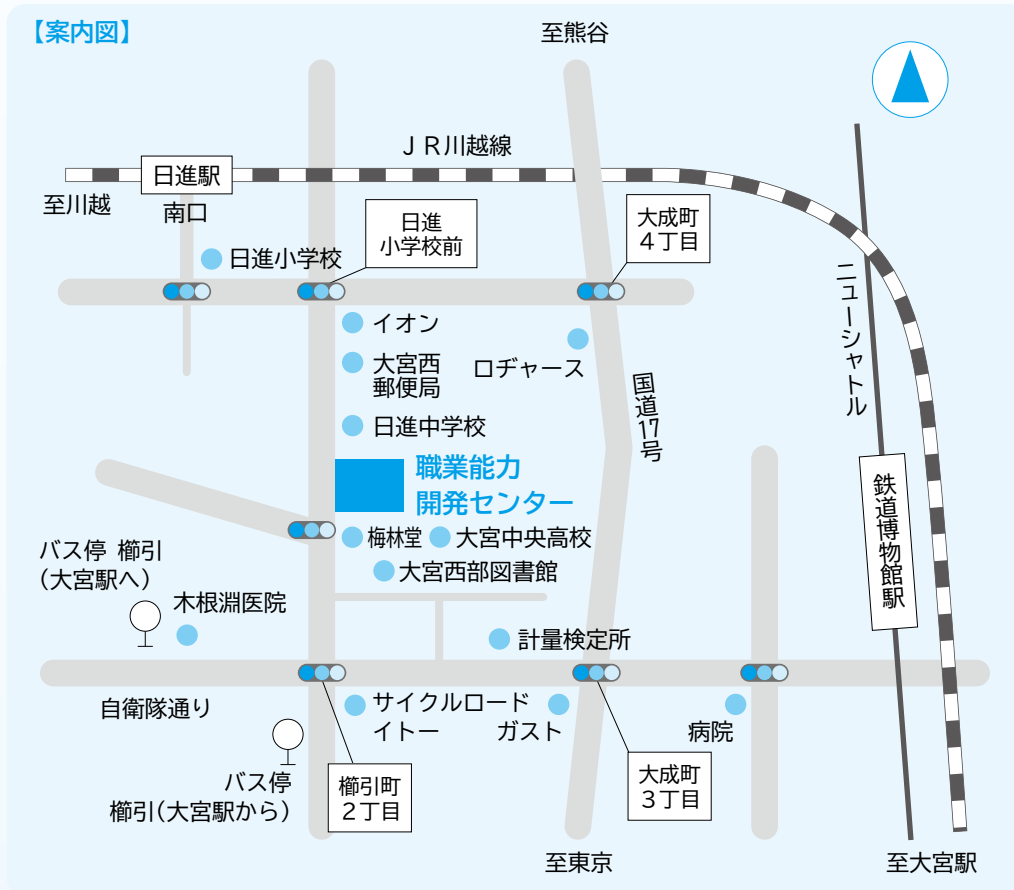 【案内図】
至熊谷
JR川越線
日進駅
至川越
南口
日進
小学校前
大成町
4丁目
日進小学校
ニューシャトル
イオン
大宮西
郵便局
ロヂャース
国道17号
日進中学校
職業能力
開発センター
鉄道博物館駅
梅林堂
大宮中央高校
大宮西部図書館
バス停 櫛引
(大宮駅へ)
木根淵医院
計量検定所
自衛隊通り
サイクルロード
イトー
ガスト
病院
バス停
櫛引(大宮駅から)
櫛引町
2丁目
大成町
3丁目
至東京
至大宮駅